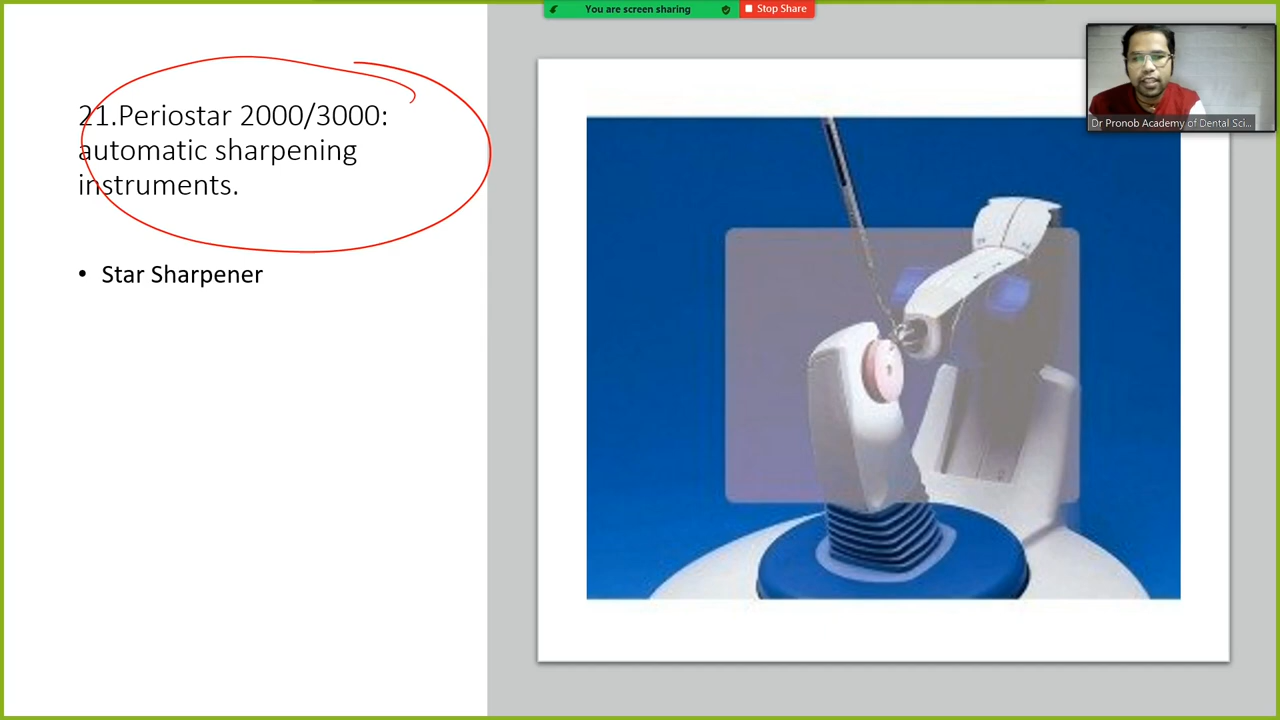 You are screen sharing
Stop Share
21.Periostar 2000/3000:
automatic sharpening
instruments.
• Star Sharpener
Dr Pronob Academy of Dental Sci...